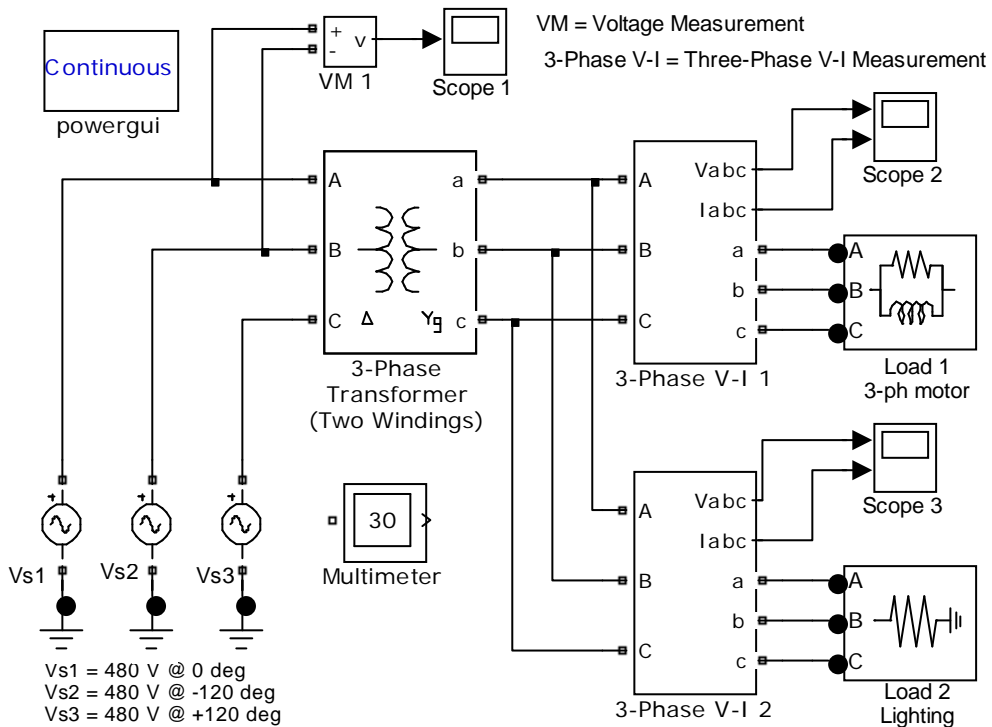 VM = Voltage Measurement
3-Phase V-I = Three-Phase V-I Measurement
Continuous
powergui
+
-
v
VM 1
Scope 1
A
B
C
Δ
Yg
a
b
c
3-Phase
Transformer
(Two Windings)
A
B
C
Vabc
Iabc
a
b
c
3-Phase V-I 1
Scope 2
A
B
C
Load 1
3-ph motor
+
+
+
Vs1
Vs2
Vs3
30
Multimeter
A
B
C
Vabc
Iabc
a
b
c
3-Phase V-I 2
Scope 3
A
B
C
Load 2
Lighting
Vs1 = 480 V @ 0 deg
Vs2 = 480 V @ -120 deg
Vs3 = 480 V @ +120 deg